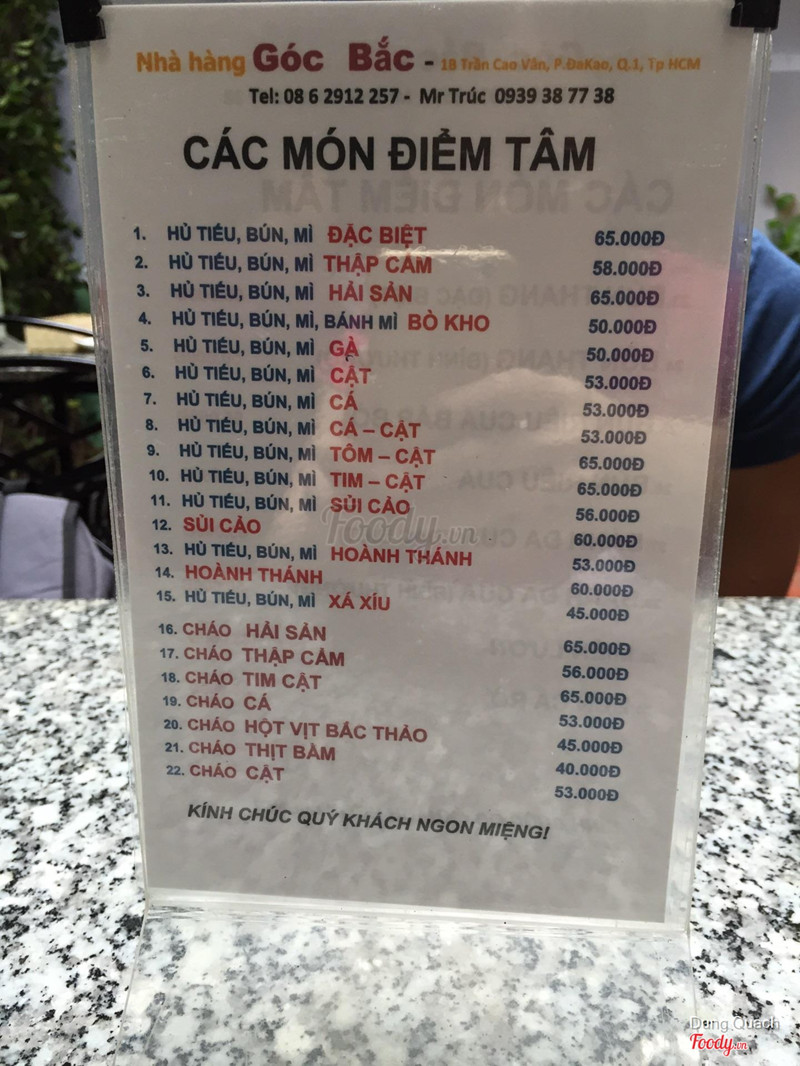 Nhà hàng Góc Bắc - 1B Trần Cao Vân, P.ĐaKao, Q.1, Tp HCM
Tel: 08 6 2912 257 - Mr Trúc 0939 38 77 38
CÁC MÓN ĐIỂM TÂM
1. HỦ TIẾU, BÚN, MÌ ĐẶC BIỆT 65.000Đ
2. HỦ TIẾU, BÚN, MÌ THẬP CẨM 58.000Đ
3. HỦ TIẾU, BÚN, MÌ HẢI SẢN 65.000Đ
4. HỦ TIẾU, BÚN, MÌ, BÁNH MÌ BÒ KHO 50.000Đ
5. HỦ TIẾU, BÚN, MÌ GÀ 50.000Đ
6. HỦ TIẾU, BÚN, MÌ CẬT 53.000Đ
7. HỦ TIẾU, BÚN, MÌ CÁ 53.000Đ
8. HỦ TIẾU, BÚN, MÌ CÁ – CẬT 53.000Đ
9. HỦ TIẾU, BÚN, MÌ TÔM – CẬT 65.000Đ
10. HỦ TIẾU, BÚN, MÌ TIM – CẬT 65.000Đ
11. HỦ TIẾU, BÚN, MÌ SỦI CẢO 56.000Đ
12. SỦI CẢO 60.000Đ
13. HỦ TIẾU, BÚN, MÌ HOÀNH THÁNH 53.000Đ
14. HOÀNH THÁNH 60.000Đ
15. HỦ TIẾU, BÚN, MÌ XÁ XÍU 45.000Đ
16. CHÁO HẢI SẢN 65.000Đ
17. CHÁO THẬP CẨM 56.000Đ
18. CHÁO TIM CẬT 65.000Đ
19. CHÁO CÁ 53.000Đ
20. CHÁO HỘT VỊT BẮC THẢO 45.000Đ
21. CHÁO THỊT BẰM 40.000Đ
22. CHÁO CẬT 53.000Đ
KÍNH CHÚC QUÝ KHÁCH NGON MIỆNG!
Foody.vn
Dang Quach
Foody.vn